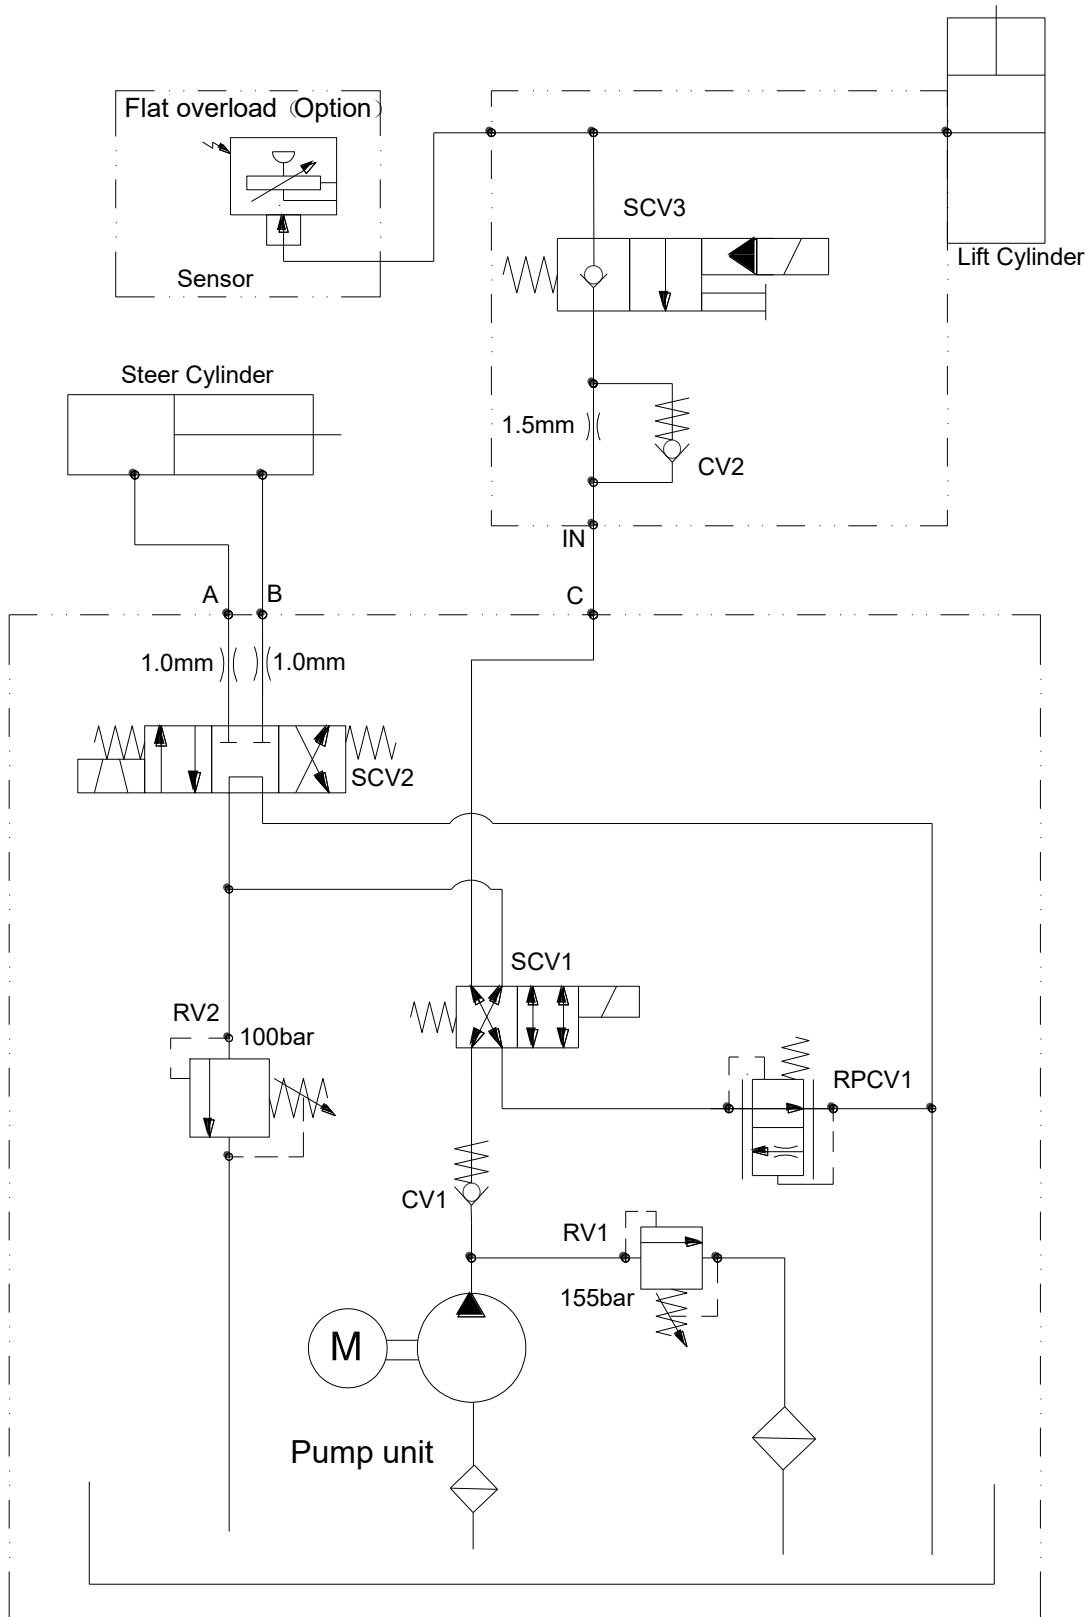 Flat overload（Option）
Sensor
SCV3
Lift Cylinder
Steer Cylinder
1.5mm
CV2
IN
A
B
C
1.0mm
1.0mm
SCV2
SCV1
RV2
100bar
RPCV1
CV1
RV1
155bar
M
Pump unit